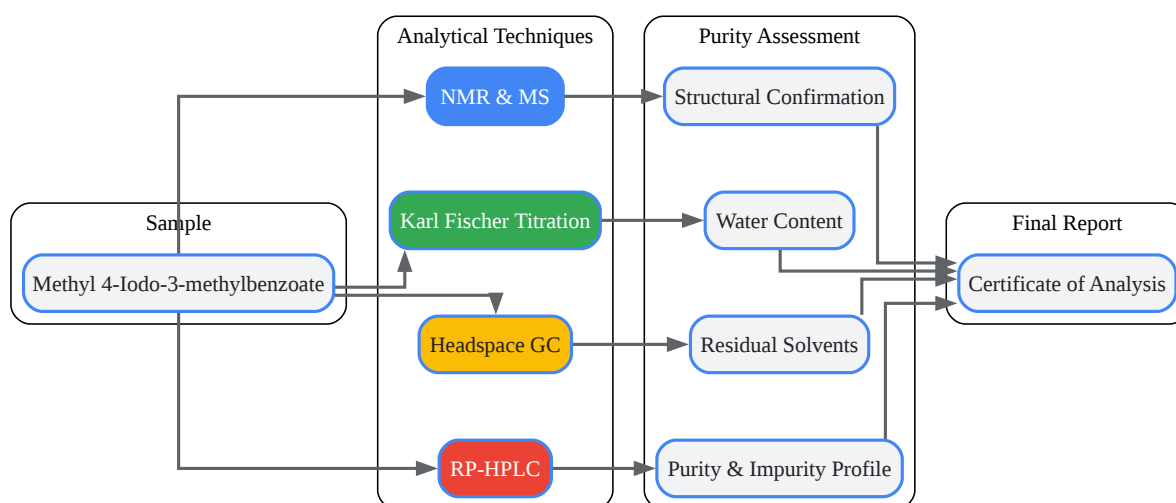 Analytical Techniques
Purity Assessment
NMR & MS
Structural Confirmation
Sample
Karl Fischer Titration
Water Content
Final Report
Methyl 4-Iodo-3-methylbenzoate
Certificate of Analysis
Headspace GC
Residual Solvents
RP-HPLC
Purity & Impurity Profile